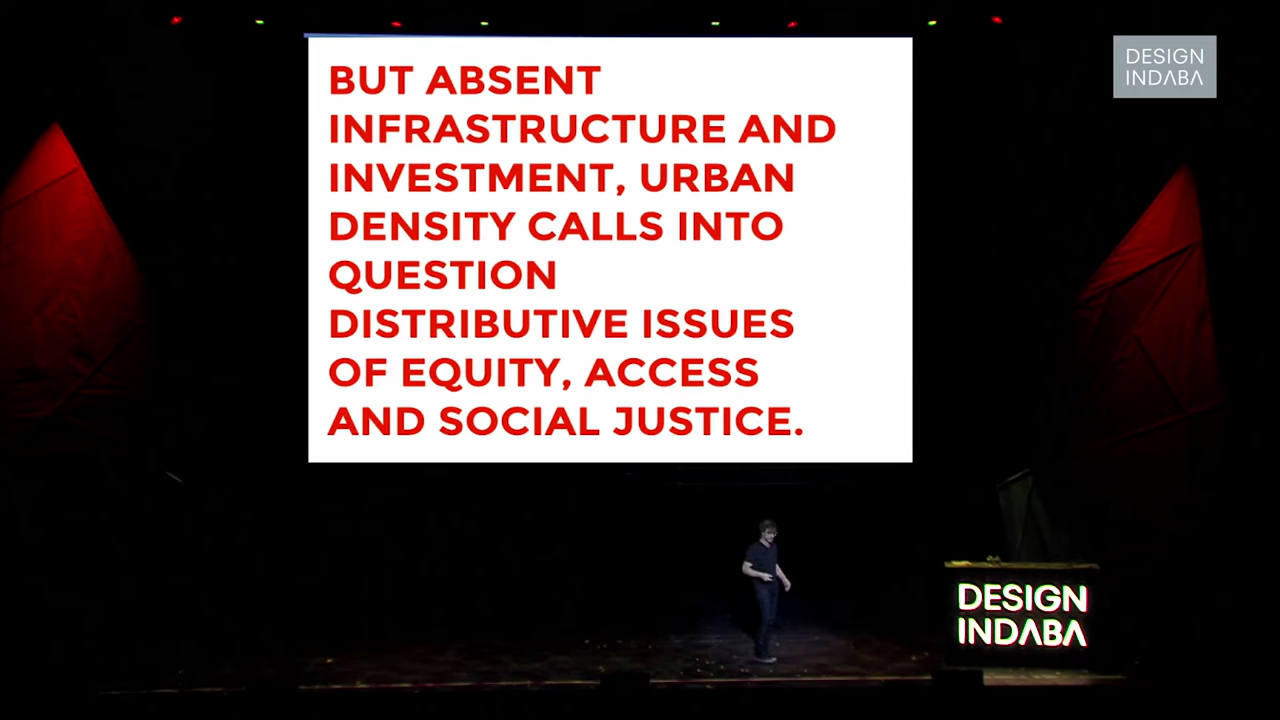 BUT ABSENT
INFRASTRUCTURE AND
INVESTMENT, URBAN
DENSITY CALLS INTO
QUESTION
DISTRIBUTIVE ISSUES
OF EQUITY, ACCESS
AND SOCIAL JUSTICE.
DESIGN
INDABA
DESIGN
INDABA